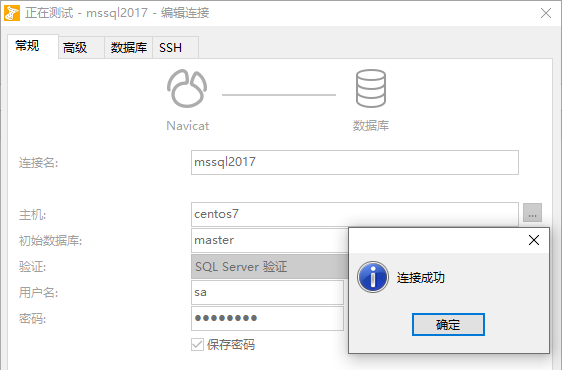 正在测试 - mssql2017 - 编辑连接
常规 高级 数据库 SSH
Navicat 数据库
连接名: mssql2017
主机: centos7 ...
初始数据库: master
验证: SQL Server 验证
用户名: sa
密码: ●●●●●●●●
保存密码
连接成功
确定